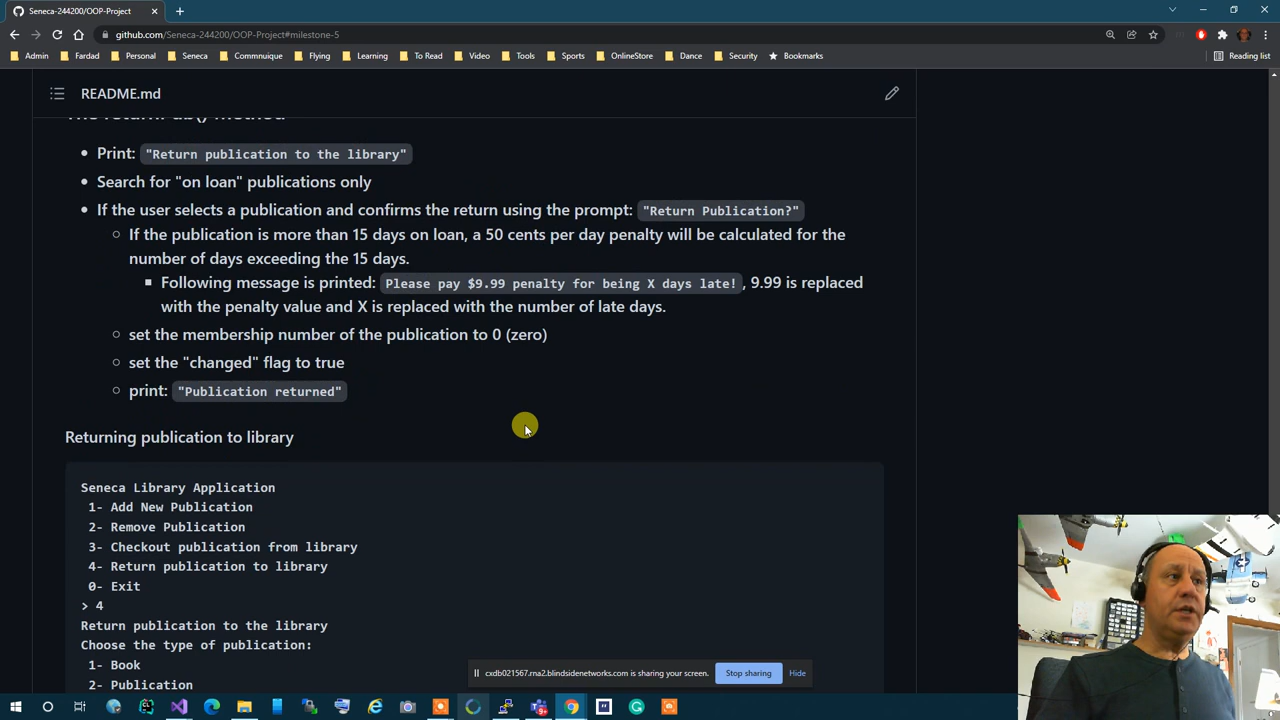 Seneca-244200/OOP-Project
github.com/Seneca-244200/OOP-Project#milestone-5
Admin
Fardad
Personal
Seneca
Commnuique
Flying
Learning
To Read
Video
Tools
Sports
OnlineStore
Dance
Security
Bookmarks
Reading list
README.md
The returnPub() method
Print: "Return publication to the library"
Search for "on loan" publications only
If the user selects a publication and confirms the return using the prompt: "Return Publication?"
If the publication is more than 15 days on loan, a 50 cents per day penalty will be calculated for the
number of days exceeding the 15 days.
Following message is printed: Please pay $9.99 penalty for being X days late!, 9.99 is replaced
with the penalty value and X is replaced with the number of late days.
set the membership number of the publication to 0 (zero)
set the "changed" flag to true
print: "Publication returned"
Returning publication to library
Seneca Library Application
1- Add New Publication
2- Remove Publication
3- Checkout publication from library
4- Return publication to library
0- Exit
> 4
Return publication to the library
Choose the type of publication:
1- Book
2- Publication
cxdb021567.rna2.blindsidenetworks.com is sharing your screen.
Stop sharing
Hide